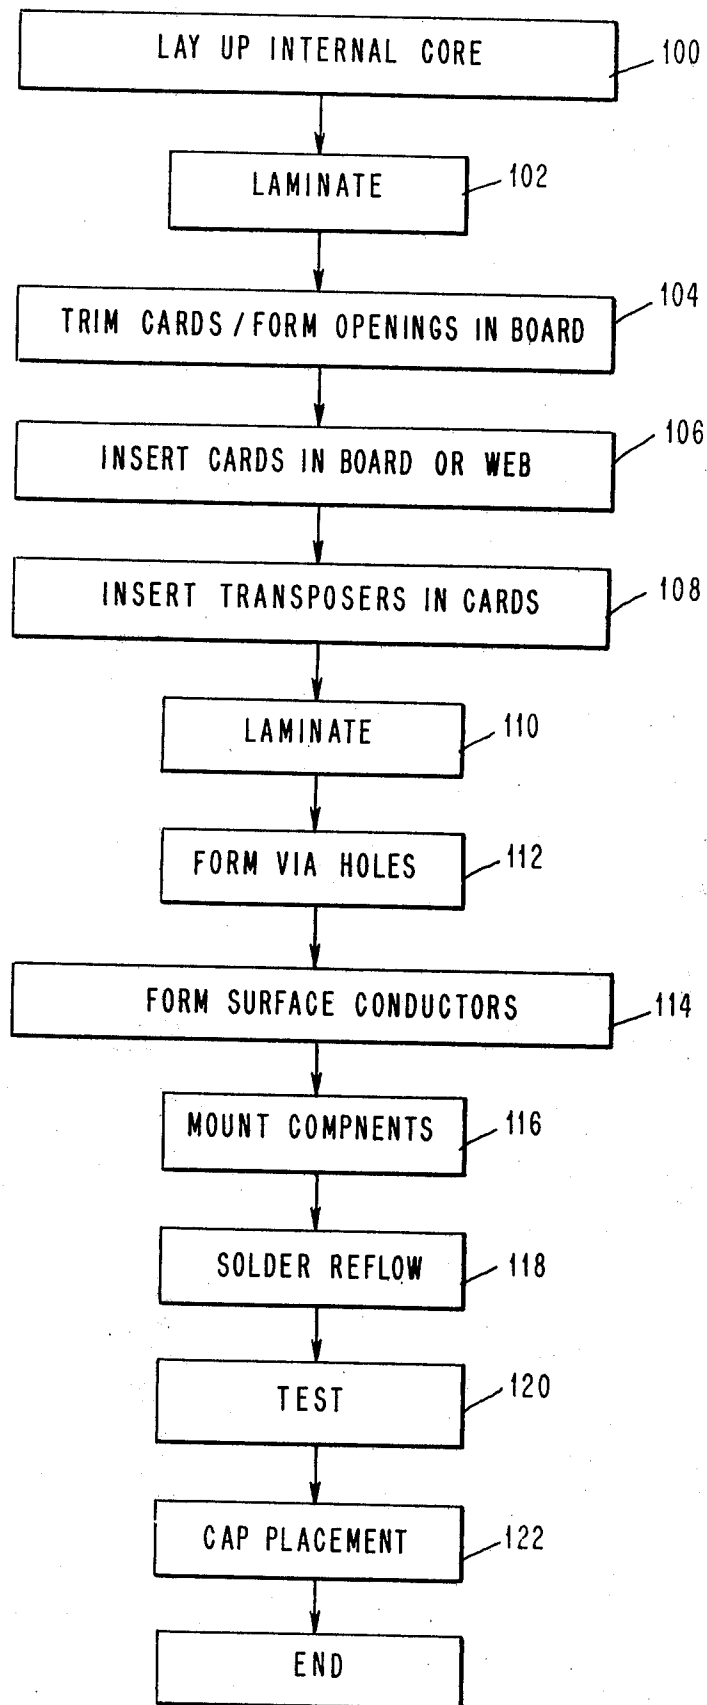 LAY UP INTERNAL CORE
100
LAMINATE
102
TRIM CARDS / FORM OPENINGS IN BOARD
104
INSERT CARDS IN BOARD OR WEB
106
INSERT TRANSPOSERS IN CARDS
108
LAMINATE
110
FORM VIA HOLES
112
FORM SURFACE CONDUCTORS
114
MOUNT COMPNENTS
116
SOLDER REFLOW
118
TEST
120
CAP PLACEMENT
122
END